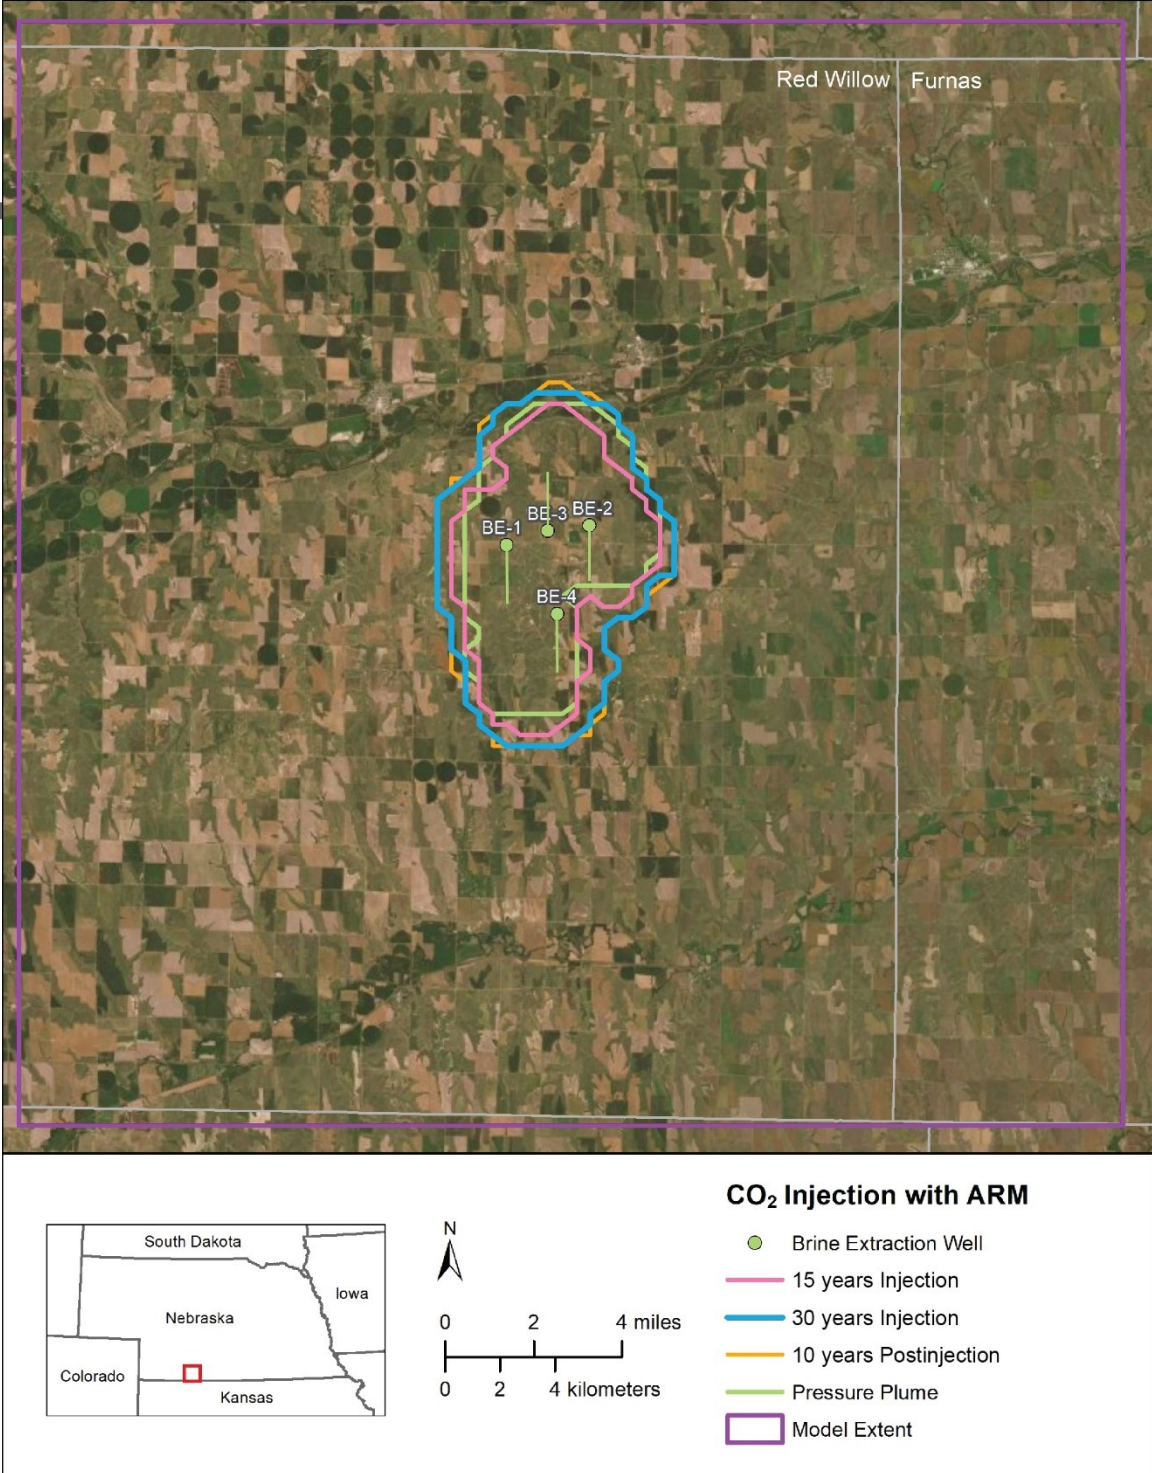 Red Willow Furnas
BE-3 BE-2
BE-1
BE-4
CO₂ Injection with ARM
Brine Extraction Well
15 years Injection
30 years Injection
10 years Postinjection
Pressure Plume
Model Extent
N
0 2 4 miles
0 2 4 kilometers
South Dakota
Iowa
Nebraska
Colorado
Kansas